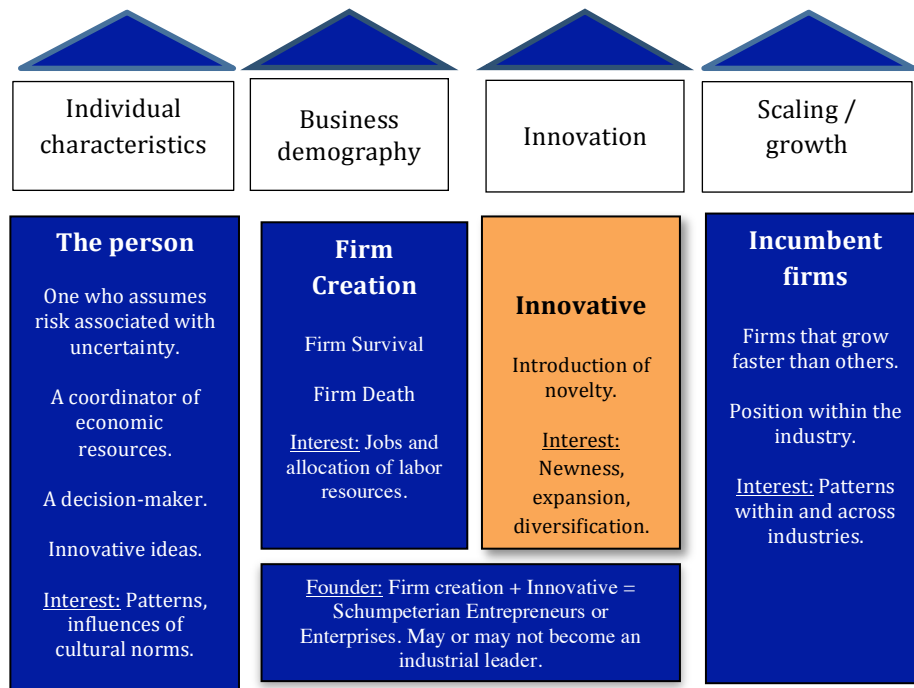 Individual
characteristics
Business
demography
Innovation
Scaling /
growth
The person
One who assumes
risk associated with
uncertainty.
A coordinator of
economic
resources.
A decision-maker.
Innovative ideas.
Interest: Patterns,
influences of
cultural norms.
Firm
Creation
Firm Survival
Firm Death
Interest: Jobs and
allocation of labor
resources.
Innovative
Introduction of
novelty.
Interest:
Newness,
expansion,
diversification.
Incumbent
firms
Firms that grow
faster than others.
Position within the
industry.
Interest: Patterns
within and across
industries.
Founder: Firm creation + Innovative =
Schumpeterian Entrepreneurs or
Enterprises. May or may not become an
industrial leader.